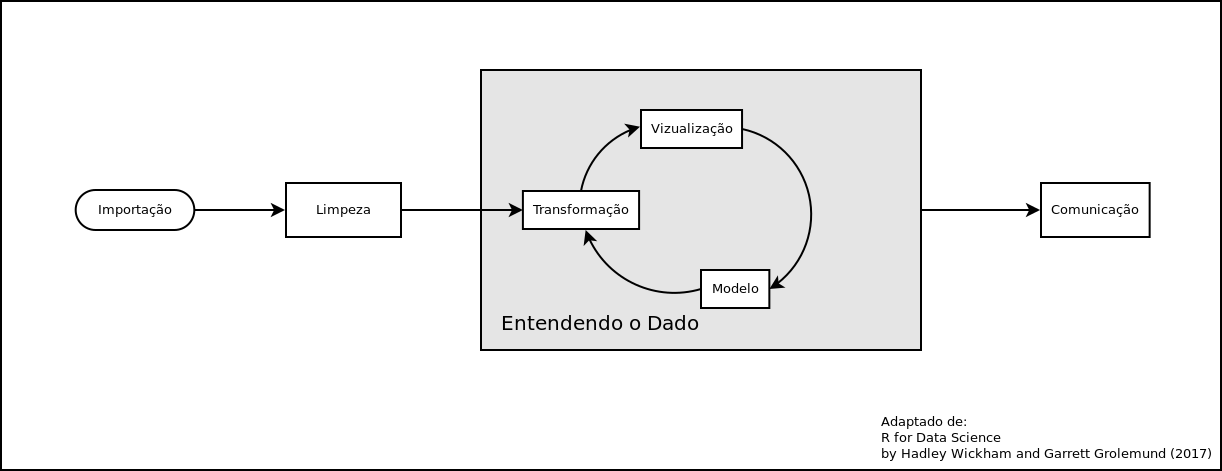 Importação
Limpeza
Transformação
Vizualização
Modelo
Entendendo o Dado
Comunicação
Adaptado de:
R for Data Science
by Hadley Wickham and Garrett Grolemund (2017)